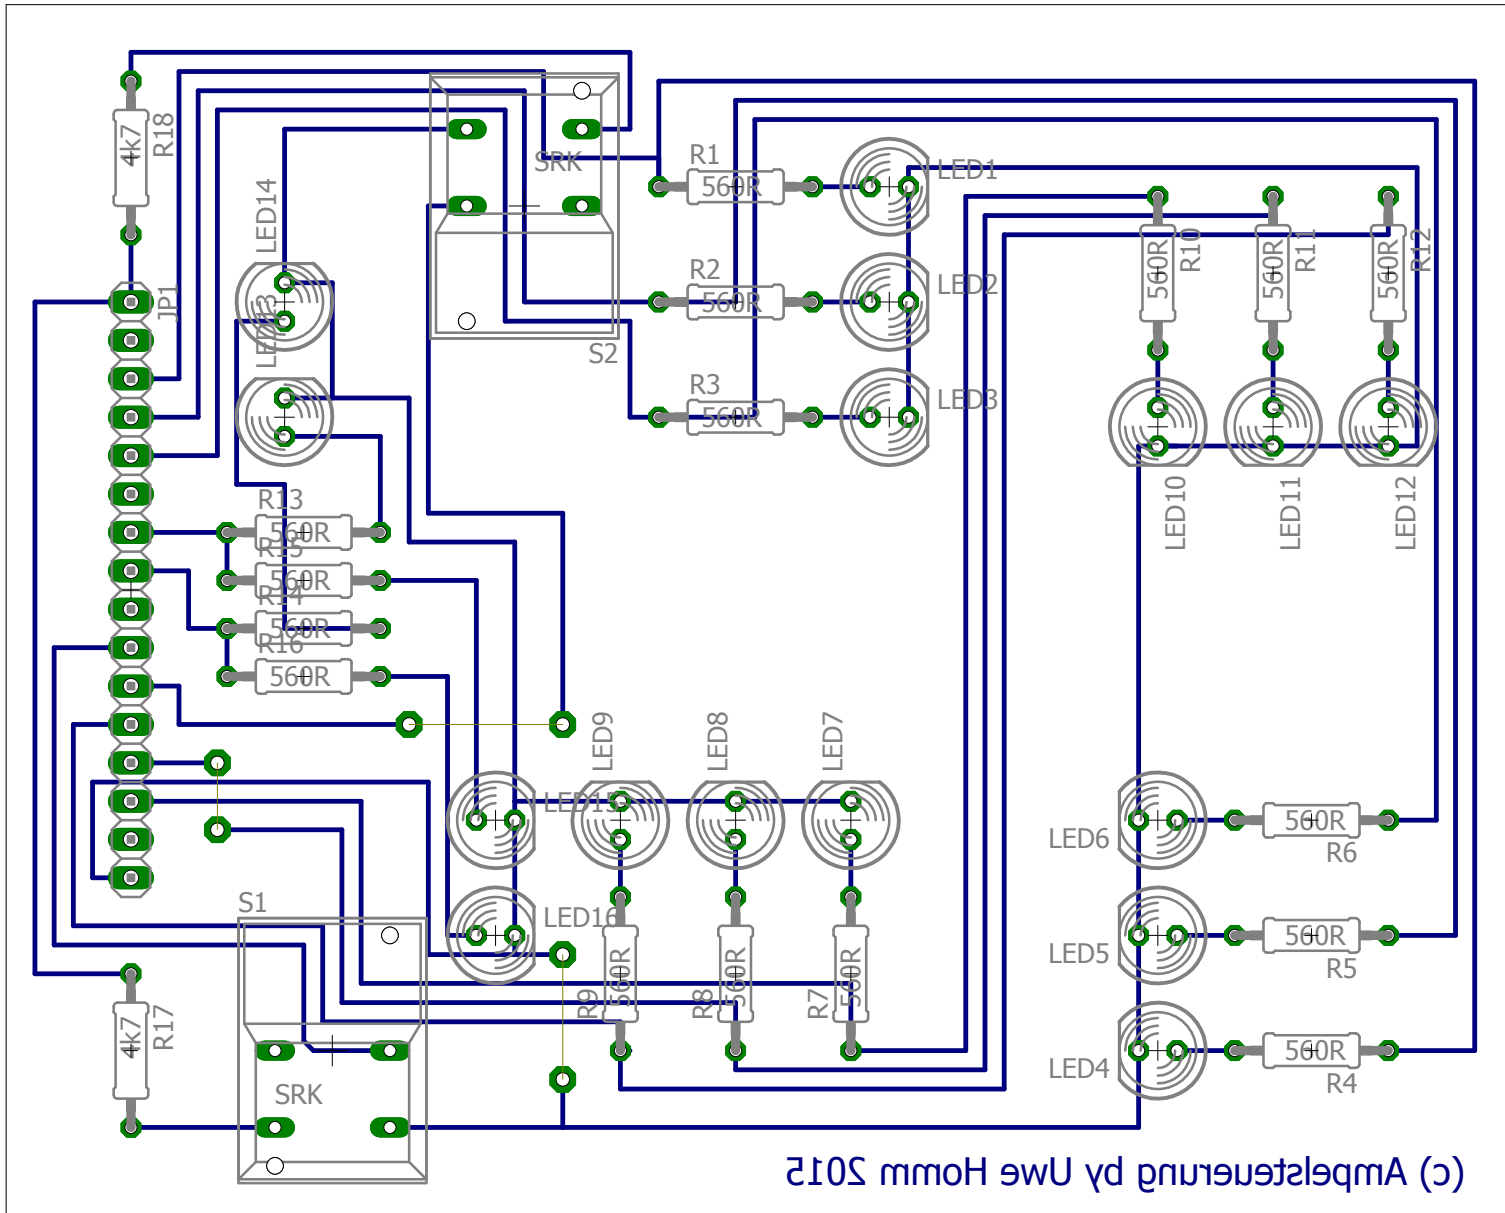 4k7
R18
LED14
LED13
JP1
SRK
S2
R1
560R
LED1
R2
560R
LED2
R3
560R
LED3
560R
R10
560R
R11
560R
R12
LED10
LED11
LED12
R13
560R
R15
560R
R14
560R
R16
560R
LED9
LED8
LED7
LED15
LED16
LED6
560R
R6
LED5
560R
R5
LED4
560R
R4
R9
560R
R8
560R
R7
560R
S1
4k7
R17
SRK
(c) Ampelsteuerung by Uwe Homm 2015